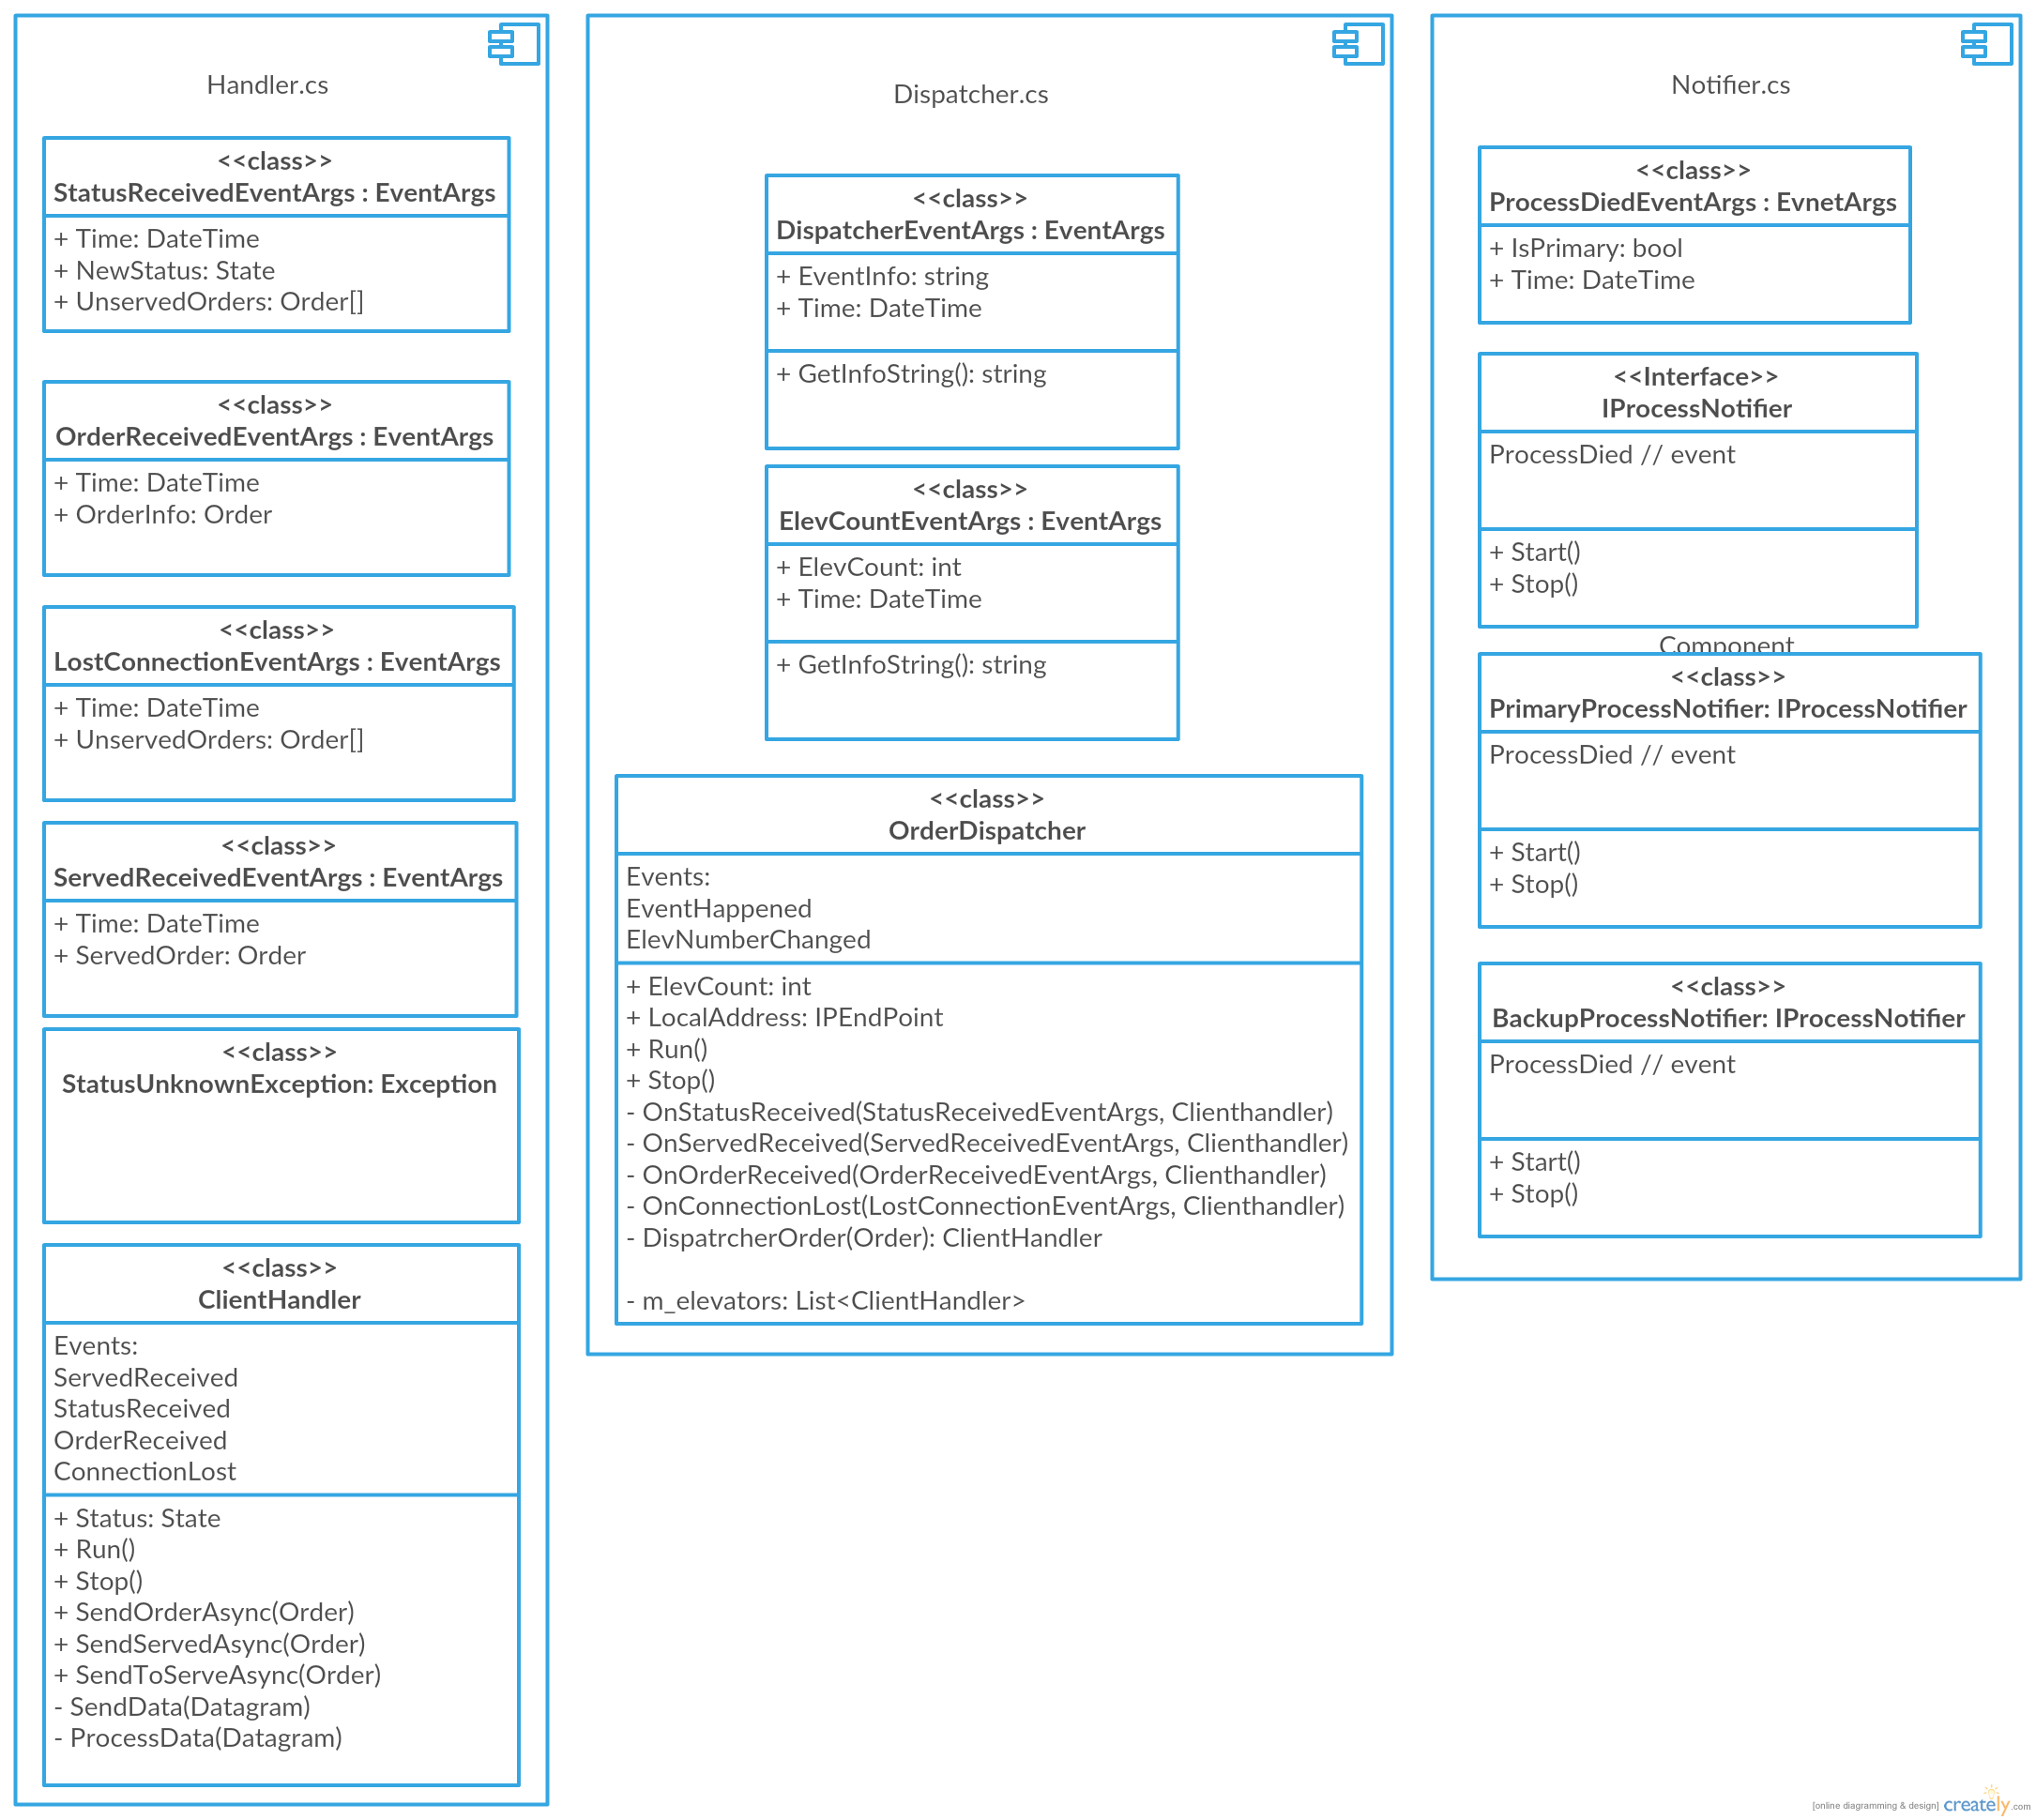 Handler.cs
<<class>>
StatusReceivedEventArgs : EventArgs
+ Time: DateTime
+ NewStatus: State
+ UnservedOrders: Order[]
<<class>>
OrderReceivedEventArgs : EventArgs
+ Time: DateTime
+ OrderInfo: Order
<<class>>
LostConnectionEventArgs : EventArgs
+ Time: DateTime
+ UnservedOrders: Order[]
<<class>>
ServedReceivedEventArgs : EventArgs
+ Time: DateTime
+ ServedOrder: Order
<<class>>
StatusUnknownException: Exception
<<class>>
ClientHandler
Events:
ServedReceived
StatusReceived
OrderReceived
ConnectionLost
+ Status: State
+ Run()
+ Stop()
+ SendOrderAsync(Order)
+ SendServedAsync(Order)
+ SendToServeAsync(Order)
- SendData(Datagram)
- ProcessData(Datagram)
Dispatcher.cs
<<class>>
DispatcherEventArgs : EventArgs
+ EventInfo: string
+ Time: DateTime
+ GetInfoString(): string
<<class>>
ElevCountEventArgs : EventArgs
+ ElevCount: int
+ Time: DateTime
+ GetInfoString(): string
<<class>>
OrderDispatcher
Events:
EventHappened
ElevNumberChanged
+ ElevCount: int
+ LocalAddress: IPEndPoint
+ Run()
+ Stop()
- OnStatusReceived(StatusReceivedEventArgs, Clienthandler)
- OnServedReceived(ServedReceivedEventArgs, Clienthandler)
- OnOrderReceived(OrderReceivedEventArgs, Clienthandler)
- OnConnectionLost(LostConnectionEventArgs, Clienthandler)
- DispatrcherOrder(Order): ClientHandler
- m_elevators: List<ClientHandler>
Notifier.cs
<<class>>
ProcessDiedEventArgs : EvnetArgs
+ IsPrimary: bool
+ Time: DateTime
<<Interface>>
IProcessNotifier
ProcessDied // event
+ Start()
+ Stop()
Component
<<class>>
PrimaryProcessNotifier: IProcessNotifier
ProcessDied // event
+ Start()
+ Stop()
<<class>>
BackupProcessNotifier: IProcessNotifier
ProcessDied // event
+ Start()
+ Stop()
[online diagramming & design] creately.com